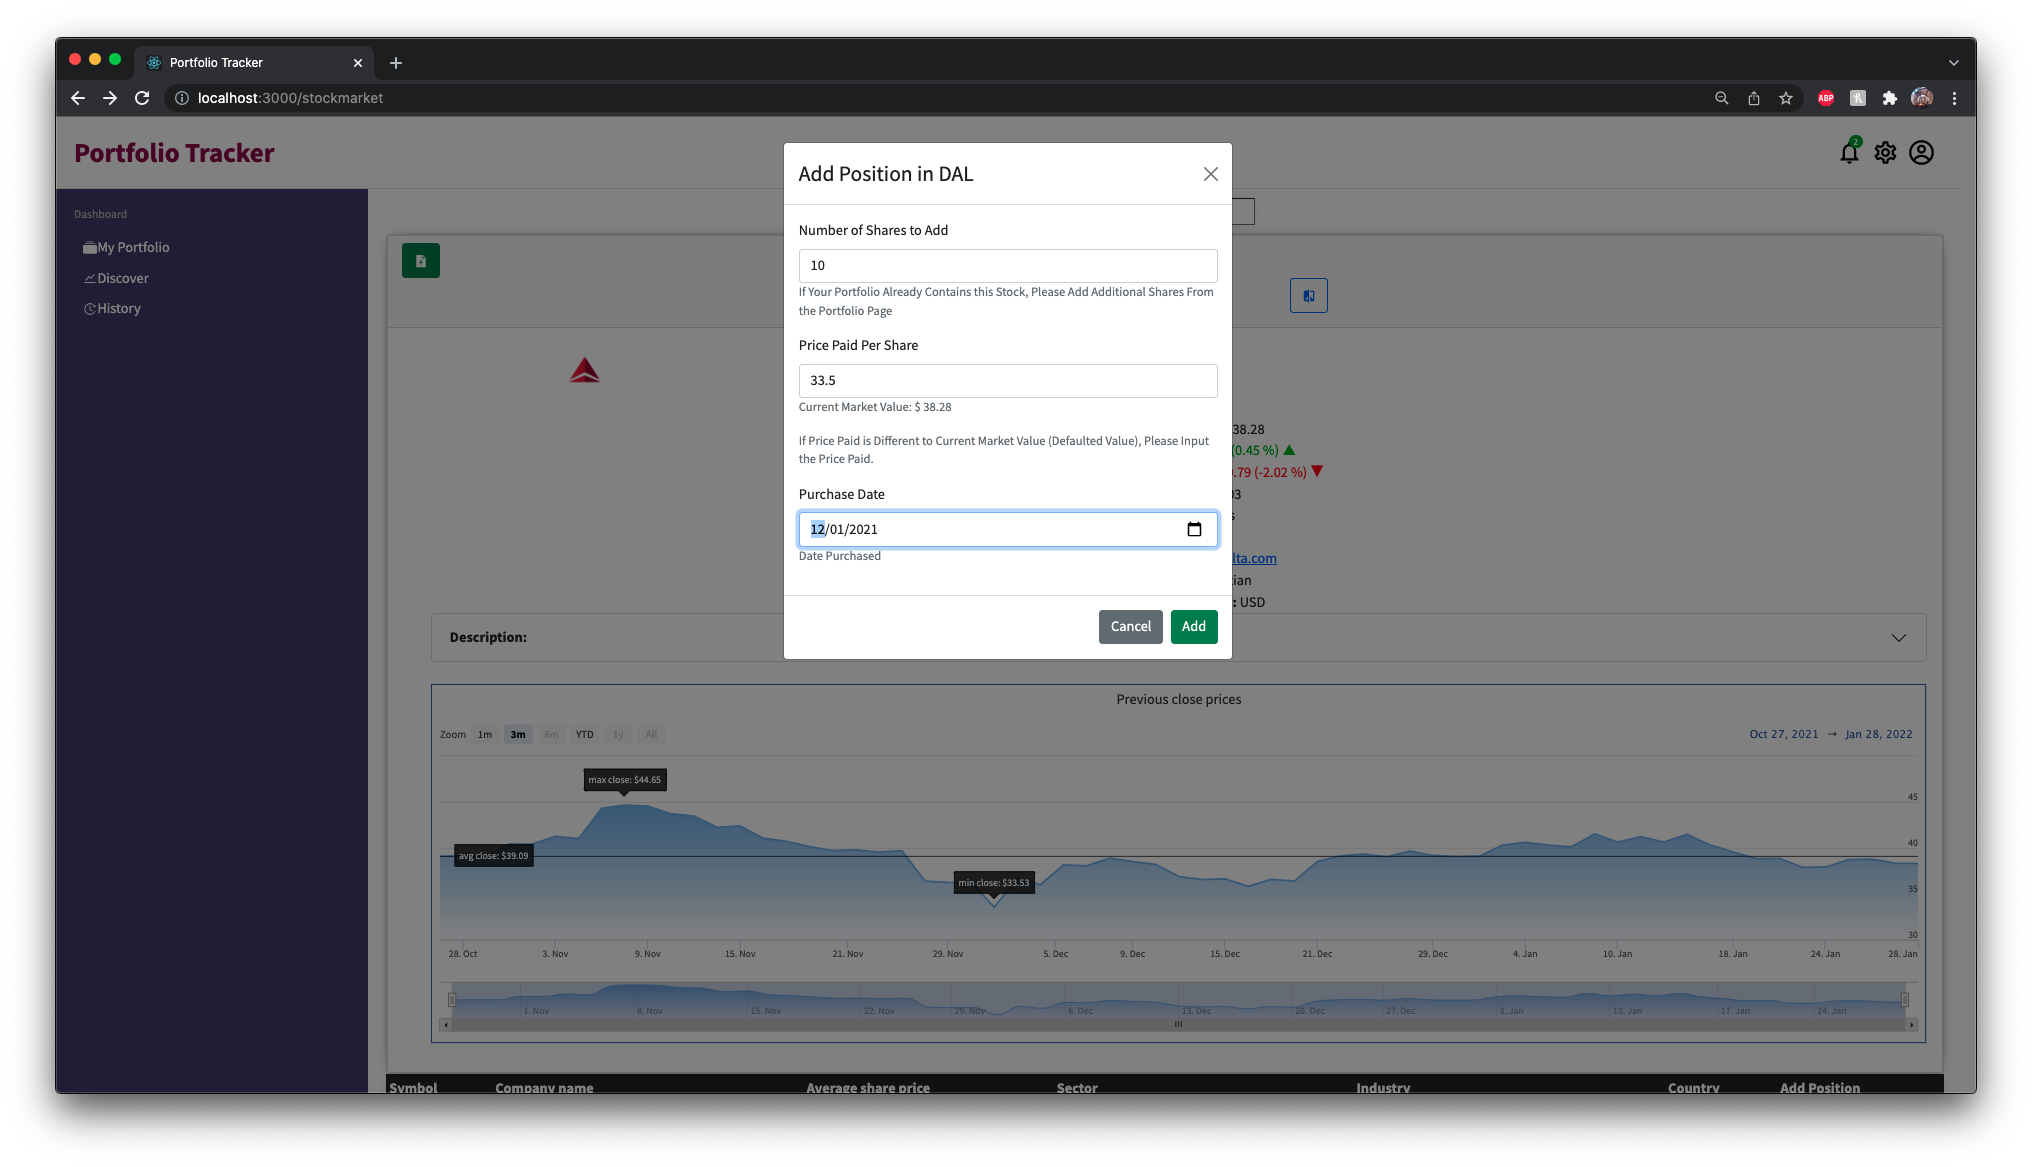 Portfolio Tracker
localhost:3000/stockmarket
ABP
Portfolio Tracker
2
Dashboard
My Portfolio
Discover
History
Add Position in DAL
Number of Shares to Add
10
If Your Portfolio Already Contains this Stock, Please Add Additional Shares From
the Portfolio Page
Price Paid Per Share
33.5
Current Market Value: $ 38.28
If Price Paid is Different to Current Market Value (Defaulted Value), Please Input
the Price Paid.
Purchase Date
12/01/2021
Date Purchased
Cancel Add
38.28
(0.45 %)
.79 (-2.02 %)
lta.com
: USD
Description:
Previous close prices
Zoom 1m 3m 6m YTD 1y All
Oct 27, 2021 → Jan 28, 2022
max close: $44.65
avg close: $39.09
min close: $33.53
45
40
35
30
28. Oct 3. Nov 9. Nov 15. Nov 21. Nov 29. Nov 5. Dec 9. Dec 15. Dec 21. Dec 29. Dec 4. Jan 10. Jan 18. Jan 24. Jan 28. Jan
1. Nov 8. Nov 15. Nov 22. Nov 29. Nov 6. Dec 13. Dec 20. Dec 27. Dec 3. Jan 10. Jan 17. Jan 24. Jan
Symbol Company name Average share price Sector Industry Country Add Position